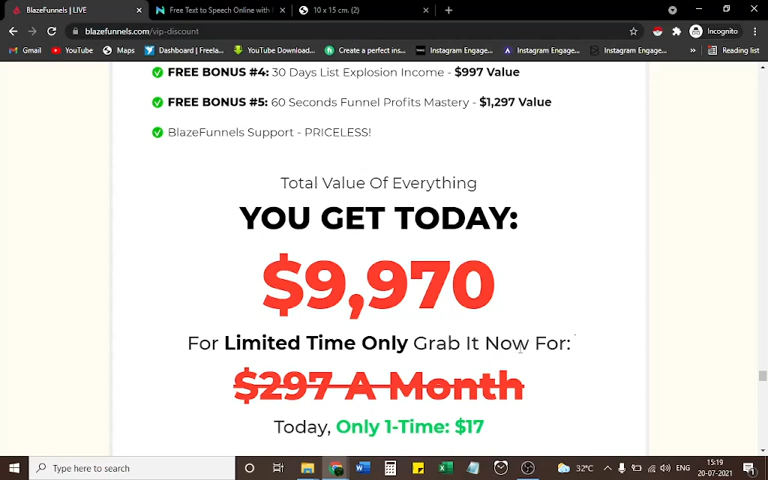 BlazeFunnels | LIVE
Free Text to Speech Online with
10 x 15 cm. (2)
blazefunnels.com/vip-discount
Incognito
Gmail
YouTube
Maps
Dashboard | Freela...
YouTube Download...
Create a perfect ins...
Instagram Engage...
Instagram Engage...
Instagram Engage...
Reading list
FREE BONUS #4: 30 Days List Explosion Income - $997 Value
FREE BONUS #5: 60 Seconds Funnel Profits Mastery - $1,297 Value
BlazeFunnels Support - PRICELESS!
Total Value Of Everything
YOU GET TODAY:
$9,970
For Limited Time Only Grab It Now For:
$297 A Month
Today, Only 1-Time: $17
Type here to search
32°C
ENG
15:19
20-07-2021